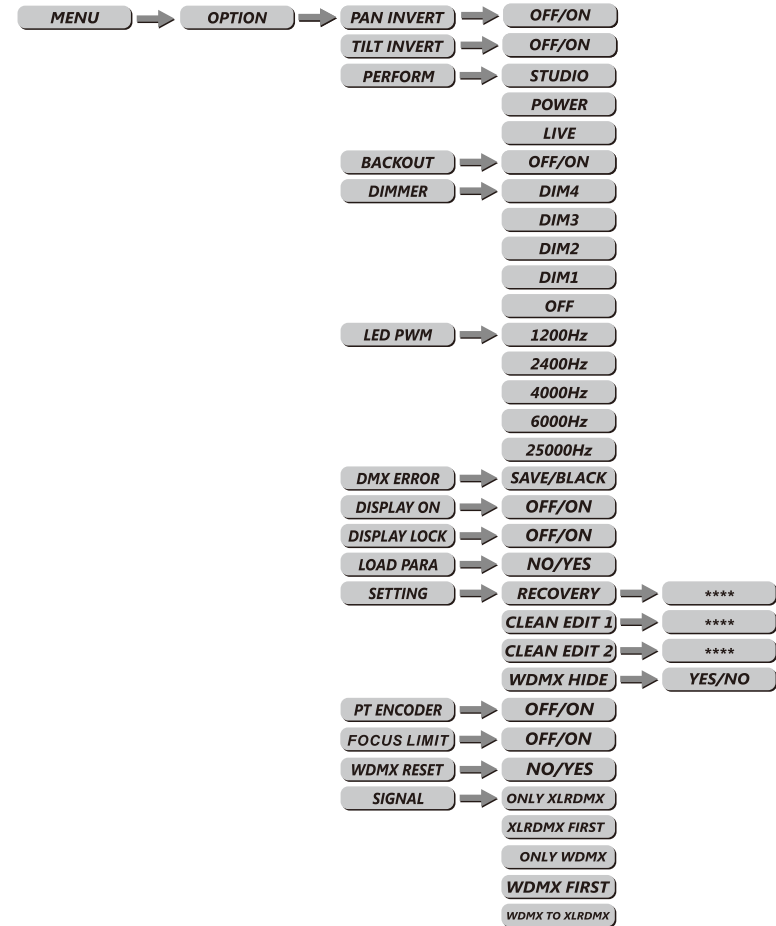 MENU OPTION PAN INVERT OFF/ON
TILT INVERT OFF/ON
PERFORM STUDIO
POWER
LIVE
BACKOUT OFF/ON
DIMMER DIM4
DIM3
DIM2
DIM1
OFF
LED PWM 1200Hz
2400Hz
4000Hz
6000Hz
25000Hz
DMX ERROR SAVE/BLACK
DISPLAY ON OFF/ON
DISPLAY LOCK OFF/ON
LOAD PARA NO/YES
SETTING RECOVERY ****
CLEAN EDIT 1 ****
CLEAN EDIT 2 ****
WDMX HIDE YES/NO
PT ENCODER OFF/ON
FOCUS LIMIT OFF/ON
WDMX RESET NO/YES
SIGNAL ONLY XLRDMX
XLRDMX FIRST
ONLY WDMX
WDMX FIRST
WDMX TO XLRDMX